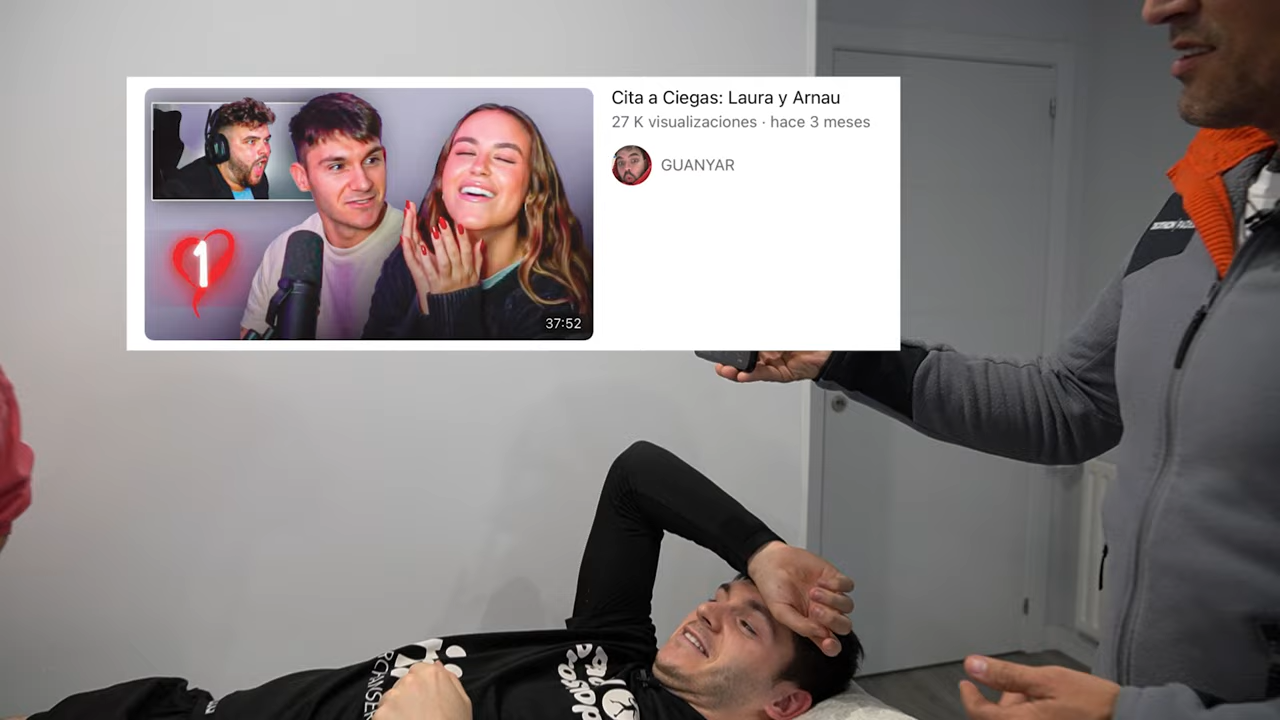 Cita a Ciegas: Laura y Arnau
27 K visualizaciones · hace 3 meses
GUANYAR
1
37:52